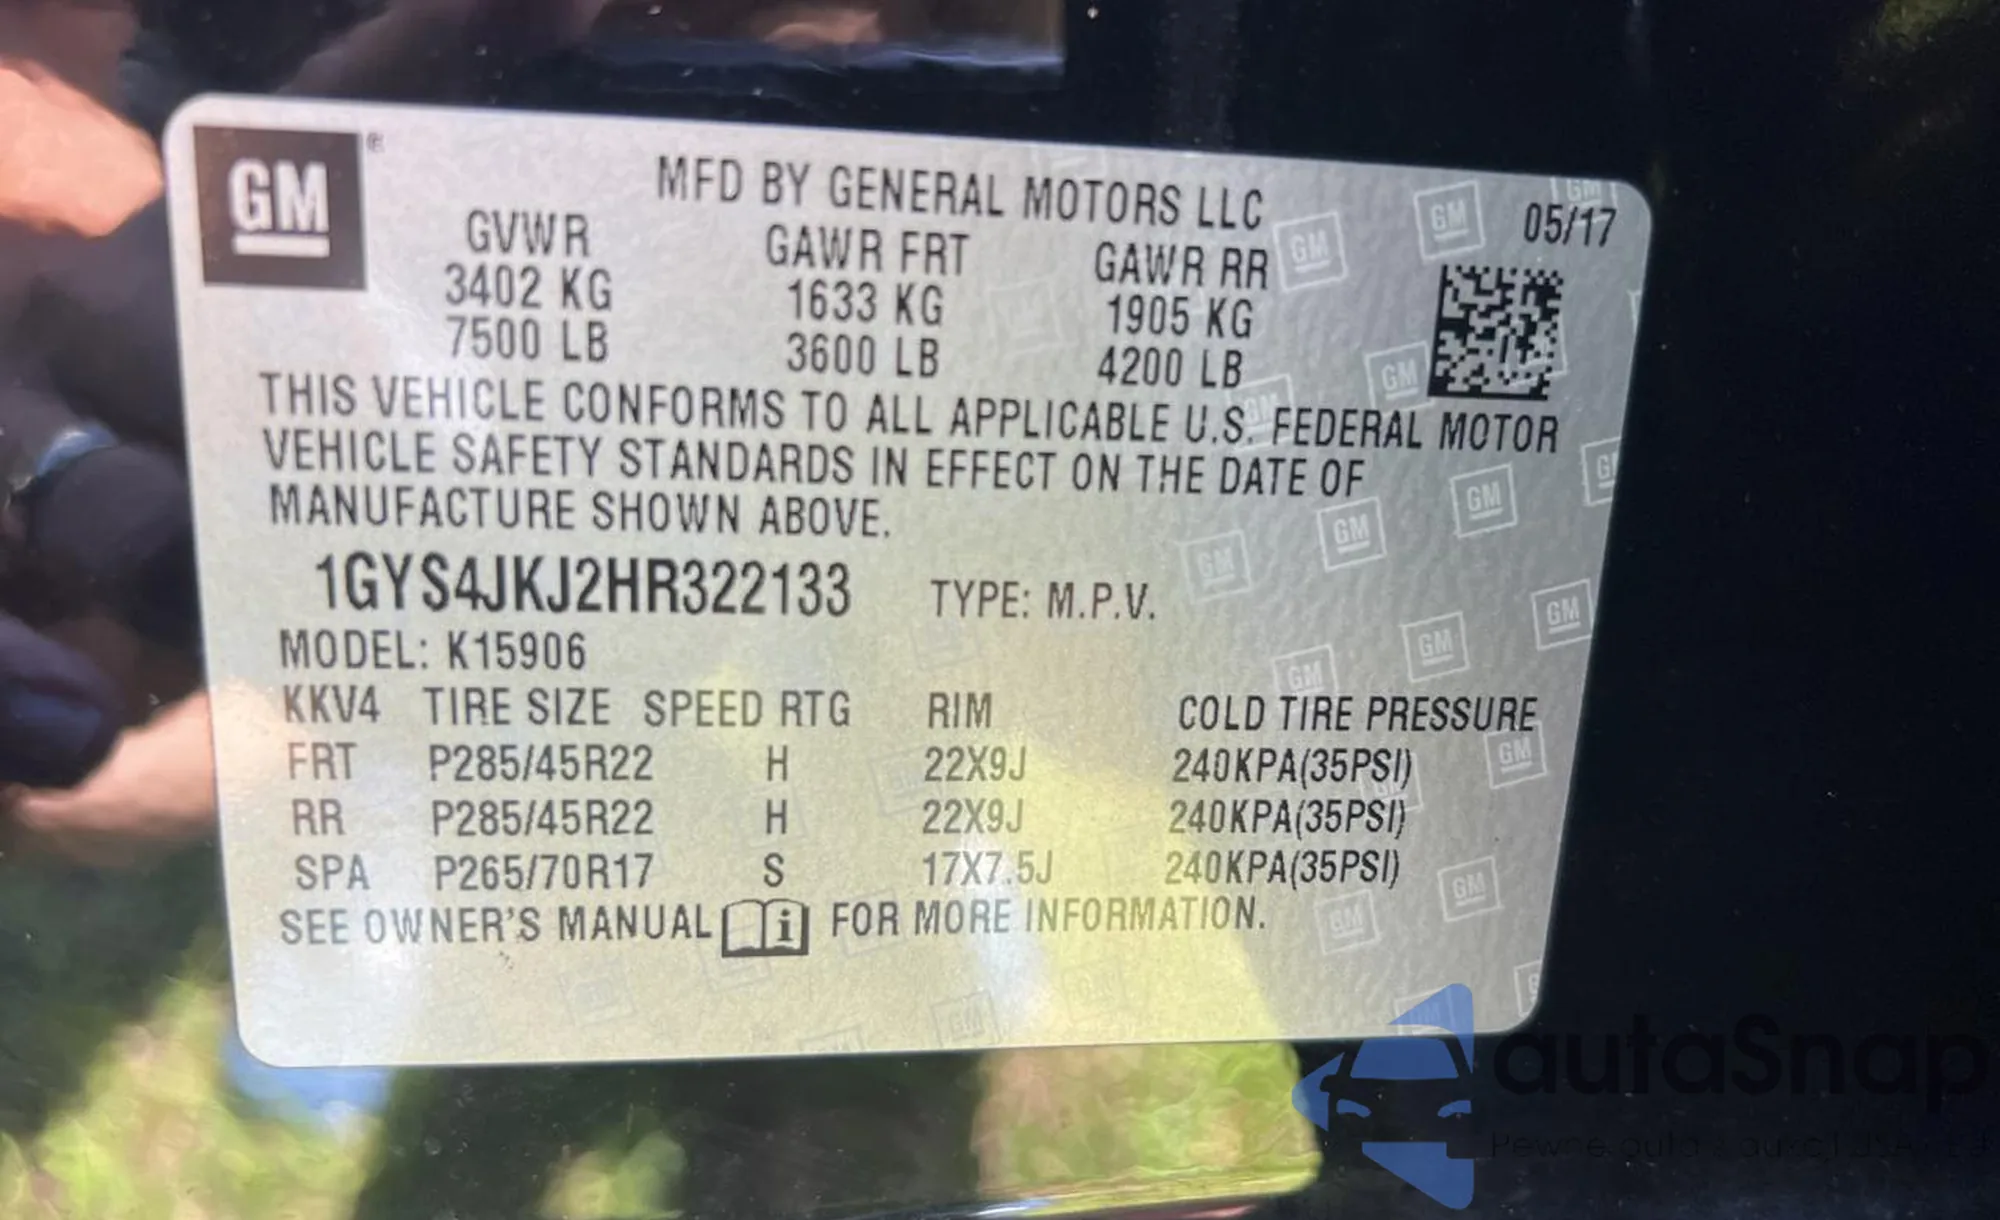 GM
MFD BY GENERAL MOTORS LLC
05/17
GVWR GAWR FRT GAWR RR
3402 KG 1633 KG 1905 KG
7500 LB 3600 LB 4200 LB
THIS VEHICLE CONFORMS TO ALL APPLICABLE U.S. FEDERAL MOTOR
VEHICLE SAFETY STANDARDS IN EFFECT ON THE DATE OF
MANUFACTURE SHOWN ABOVE.
1GYS4JKJ2HR322133 TYPE: M.P.V.
MODEL: K15906
KKV4 TIRE SIZE SPEED RTG RIM COLD TIRE PRESSURE
FRT P285/45R22 H 22X9J 240KPA(35PSI)
RR P285/45R22 H 22X9J 240KPA(35PSI)
SPA P265/70R17 S 17X7.5J 240KPA(35PSI)
SEE OWNER'S MANUAL i FOR MORE INFORMATION.
autaSnap